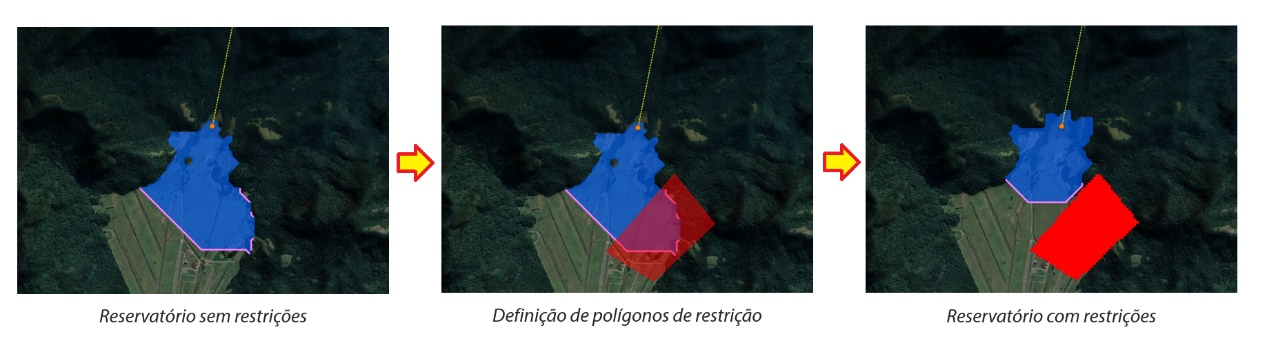 Reservatório sem restrições
Definição de polígonos de restrição
Reservatório com restrições